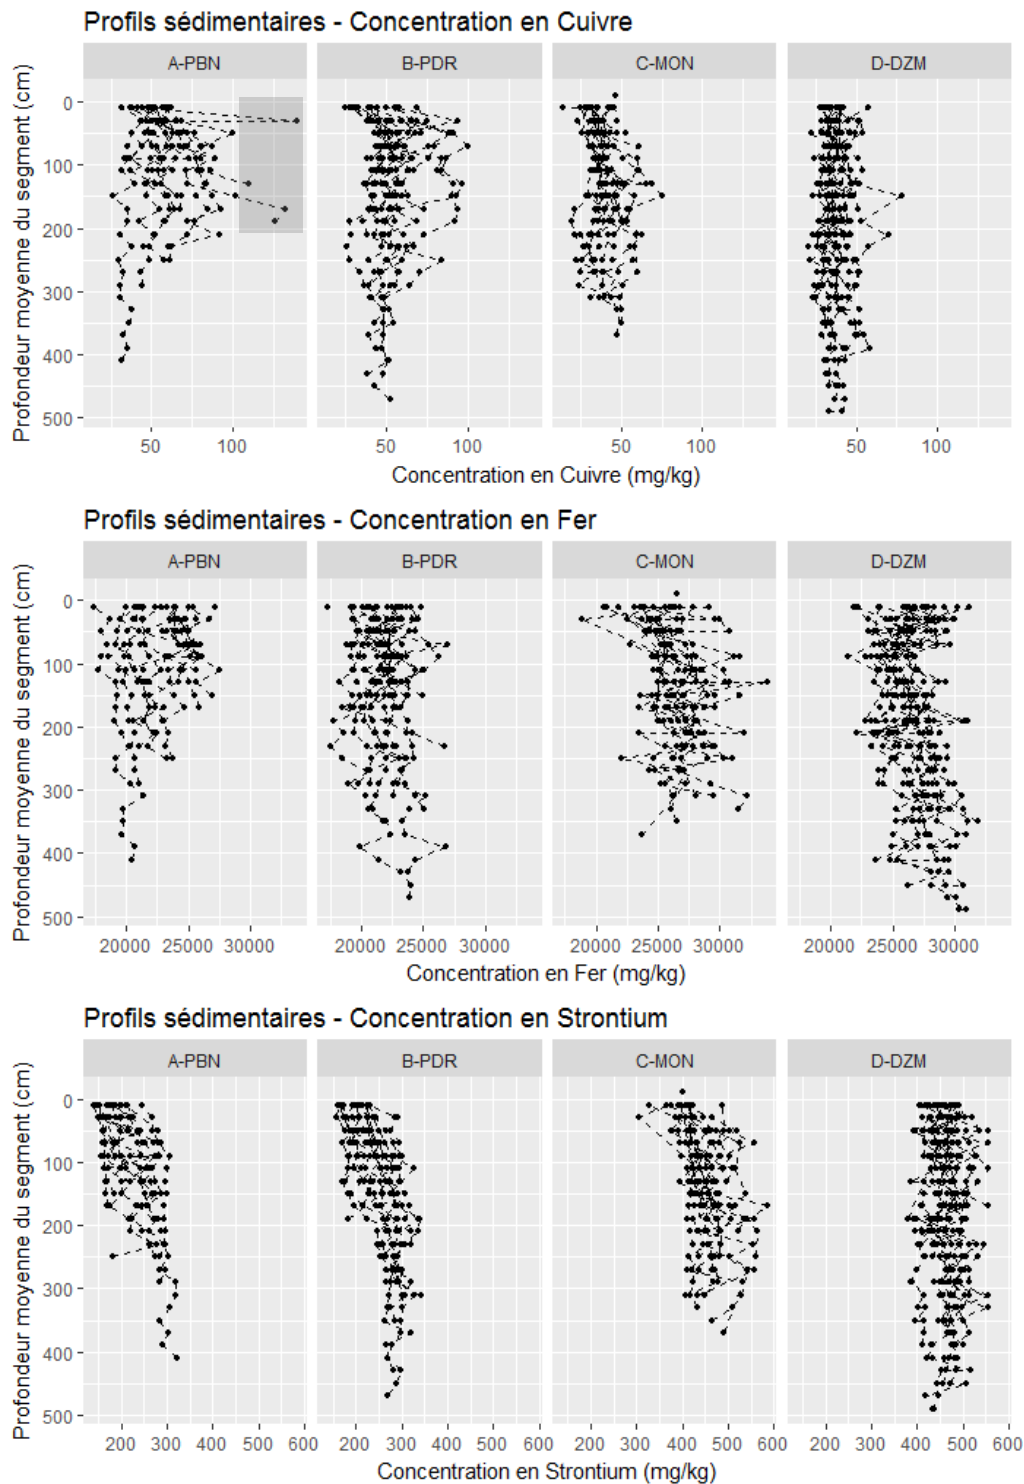 Profils sédimentaires - Concentration en Cuivre
A-PBN B-PDR C-MON D-DZM
Profondeur moyenne du segment (cm)
0
100
200
300
400
500
50 100 50 100 50 100 50 100
Concentration en Cuivre (mg/kg)
Profils sédimentaires - Concentration en Fer
A-PBN B-PDR C-MON D-DZM
Profondeur moyenne du segment (cm)
0
100
200
300
400
500
20000 25000 30000 20000 25000 30000 20000 25000 30000 20000 25000 30000
Concentration en Fer (mg/kg)
Profils sédimentaires - Concentration en Strontium
A-PBN B-PDR C-MON D-DZM
Profondeur moyenne du segment (cm)
0
100
200
300
400
500
200 300 400 500 600 200 300 400 500 600 200 300 400 500 600 200 300 400 500 600
Concentration en Strontium (mg/kg)